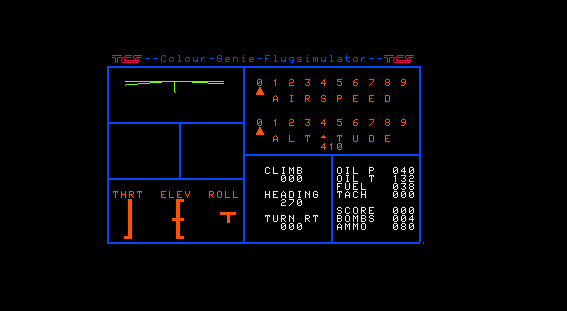 TCS--Colour-Genie-Flugsimulator--TCS
0 1 2 3 4 5 6 7 8 9
AIRSPEED
0 1 2 3 4 5 6 7 8 9
ALT TUDE
410
THRT ELEV ROLL
CLIMB
000
HEADING
270
TURN RT
000
OIL P 040
OIL T 132
FUEL 038
TACH 000
SCORE 000
BOMBS 004
AMMO 080